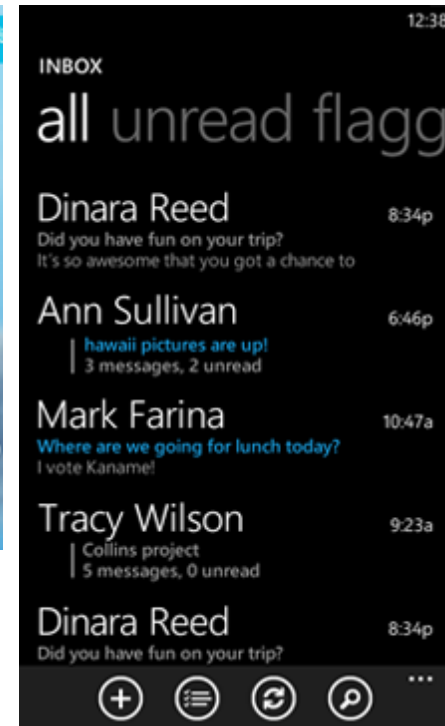 12:38
INBOX
all unread flagg
Dinara Reed 8:34p
Did you have fun on your trip?
It's so awesome that you got a chance to
Ann Sullivan 6:46p
hawaii pictures are up!
3 messages, 2 unread
Mark Farina 10:47a
Where are we going for lunch today?
I vote Kaname!
Tracy Wilson 9:23a
Collins project
5 messages, 0 unread
Dinara Reed 8:34p
Did you have fun on your trip?